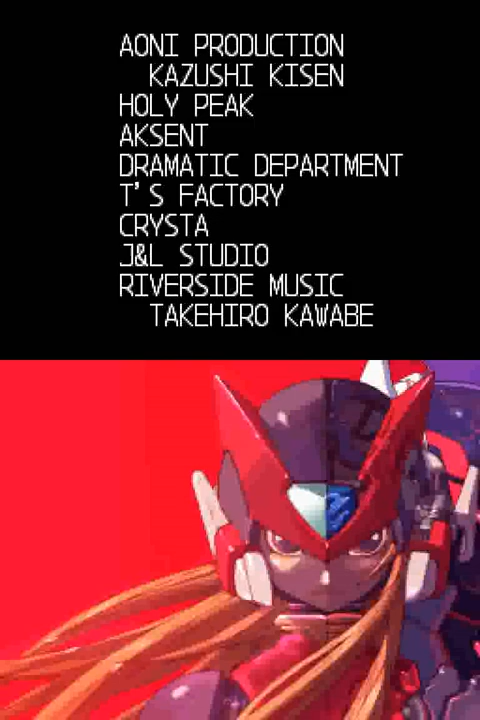 AONI PRODUCTION
KAZUSHI KISEN
HOLY PEAK
AKSENT
DRAMATIC DEPARTMENT
T'S FACTORY
CRYSTA
J&L STUDIO
RIVERSIDE MUSIC
TAKEHIRO KAWABE